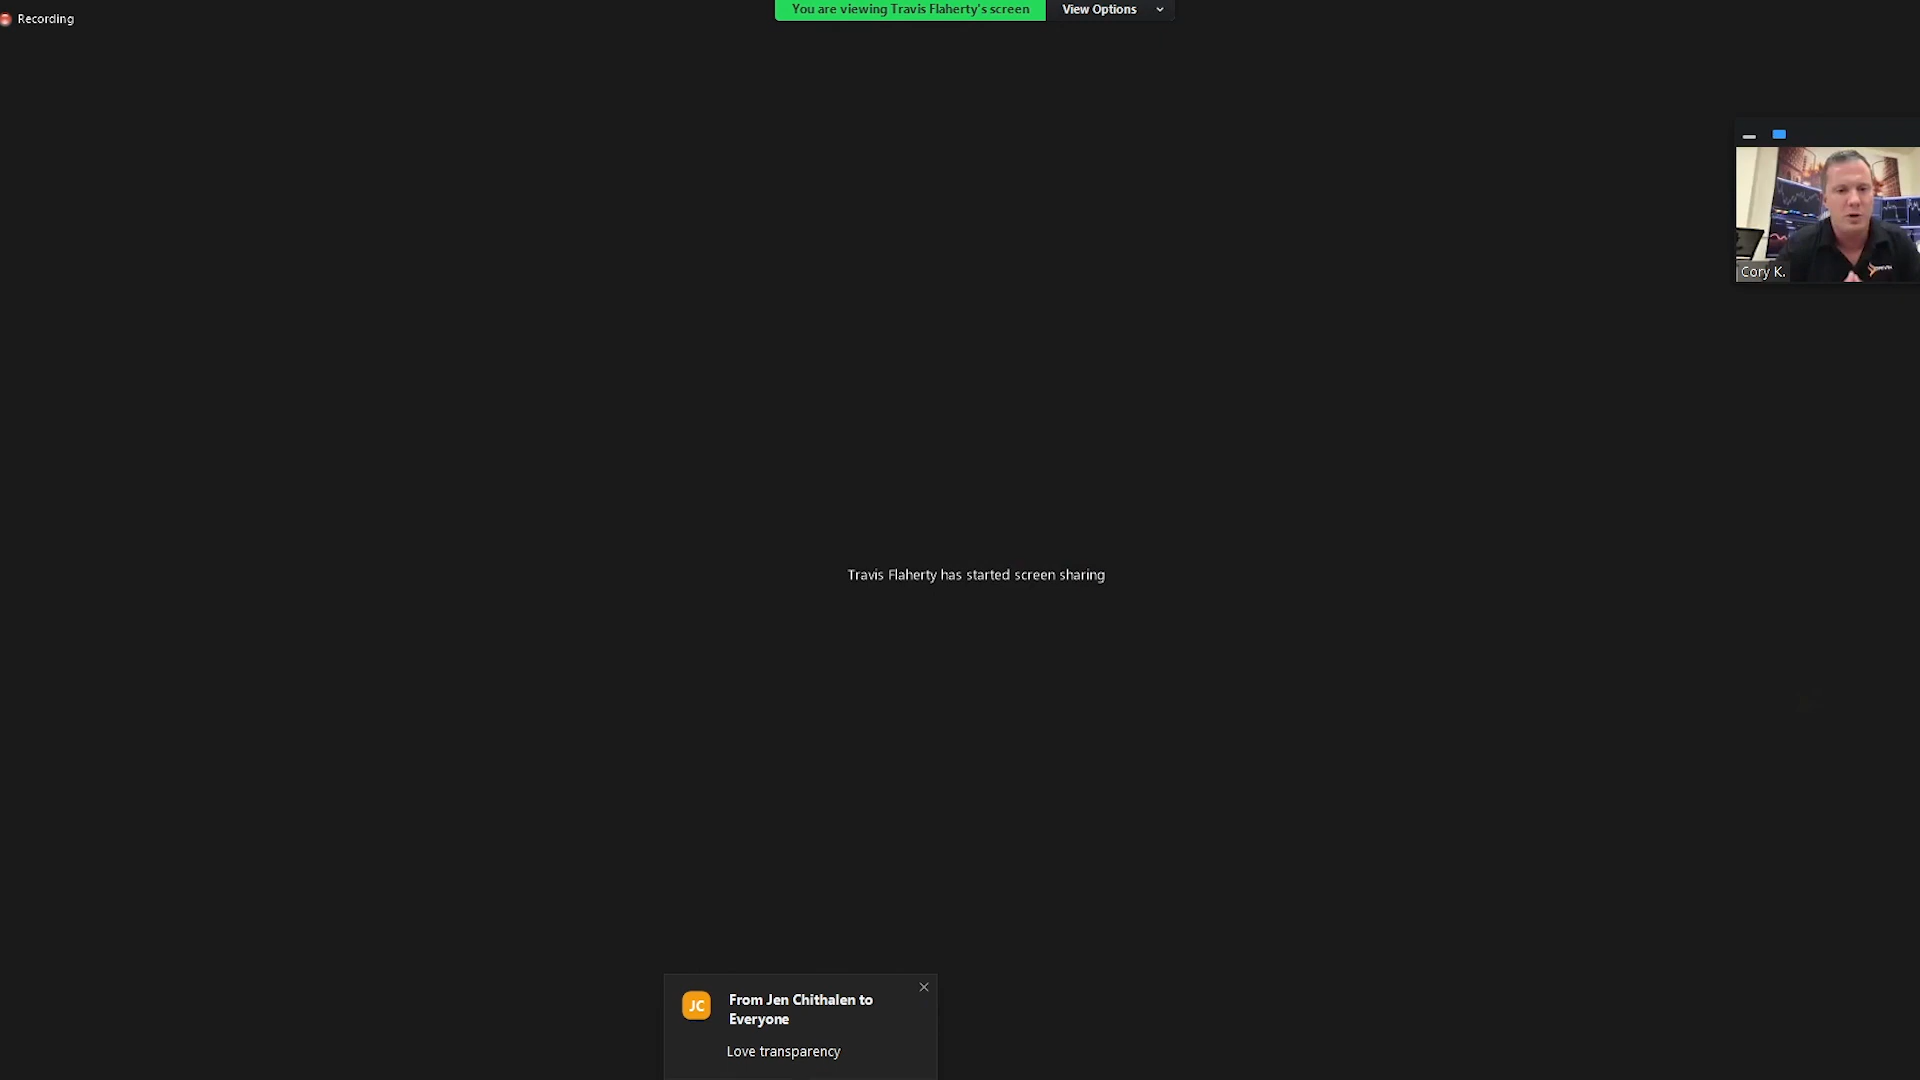 Recording
You are viewing Travis Flaherty's screen
View Options
Cory K.
Travis Flaherty has started screen sharing
JC
From Jen Chithalen to
Everyone
Love transparency